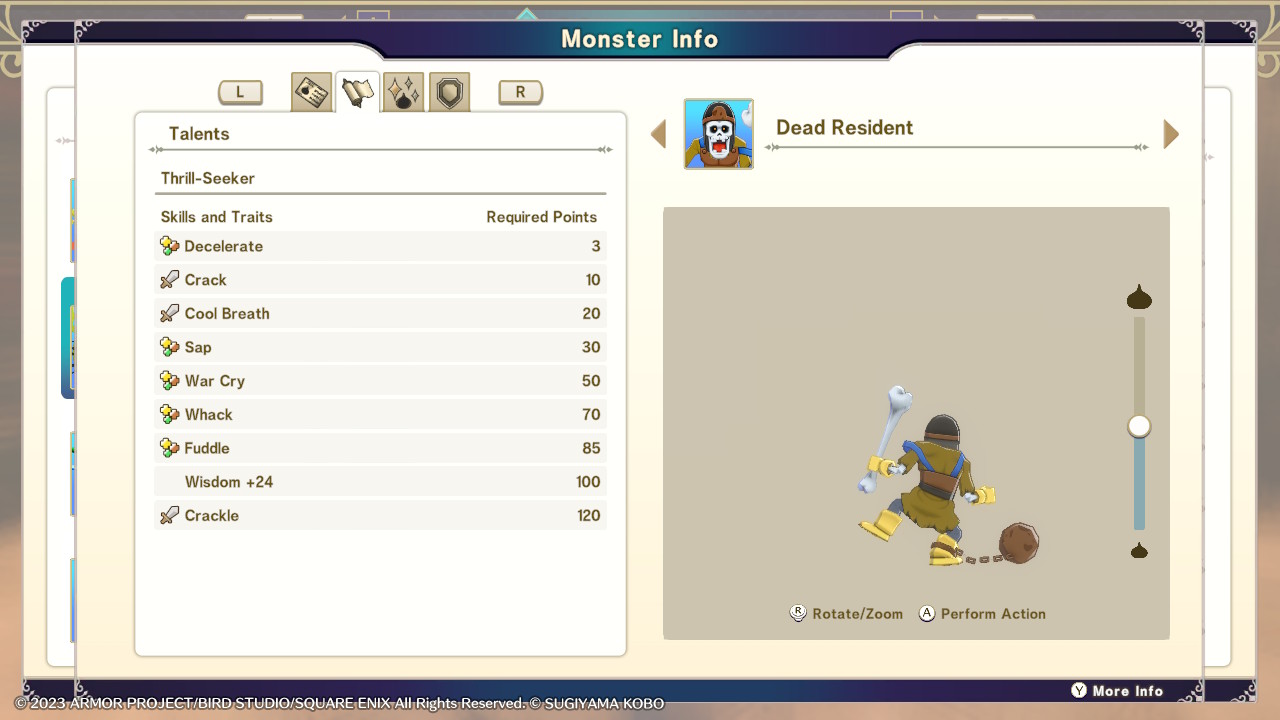 Monster Info
L
R
Talents
Thrill-Seeker
Skills and Traits Required Points
Decelerate 3
Crack 10
Cool Breath 20
Sap 30
War Cry 50
Whack 70
Fuddle 85
Wisdom +24 100
Crackle 120
Dead Resident
R Rotate/Zoom A Perform Action
Y More Info
© 2023 ARMOR PROJECT/BIRD STUDIO/SQUARE ENIX All Rights Reserved. © SUGIYAMA KOBO